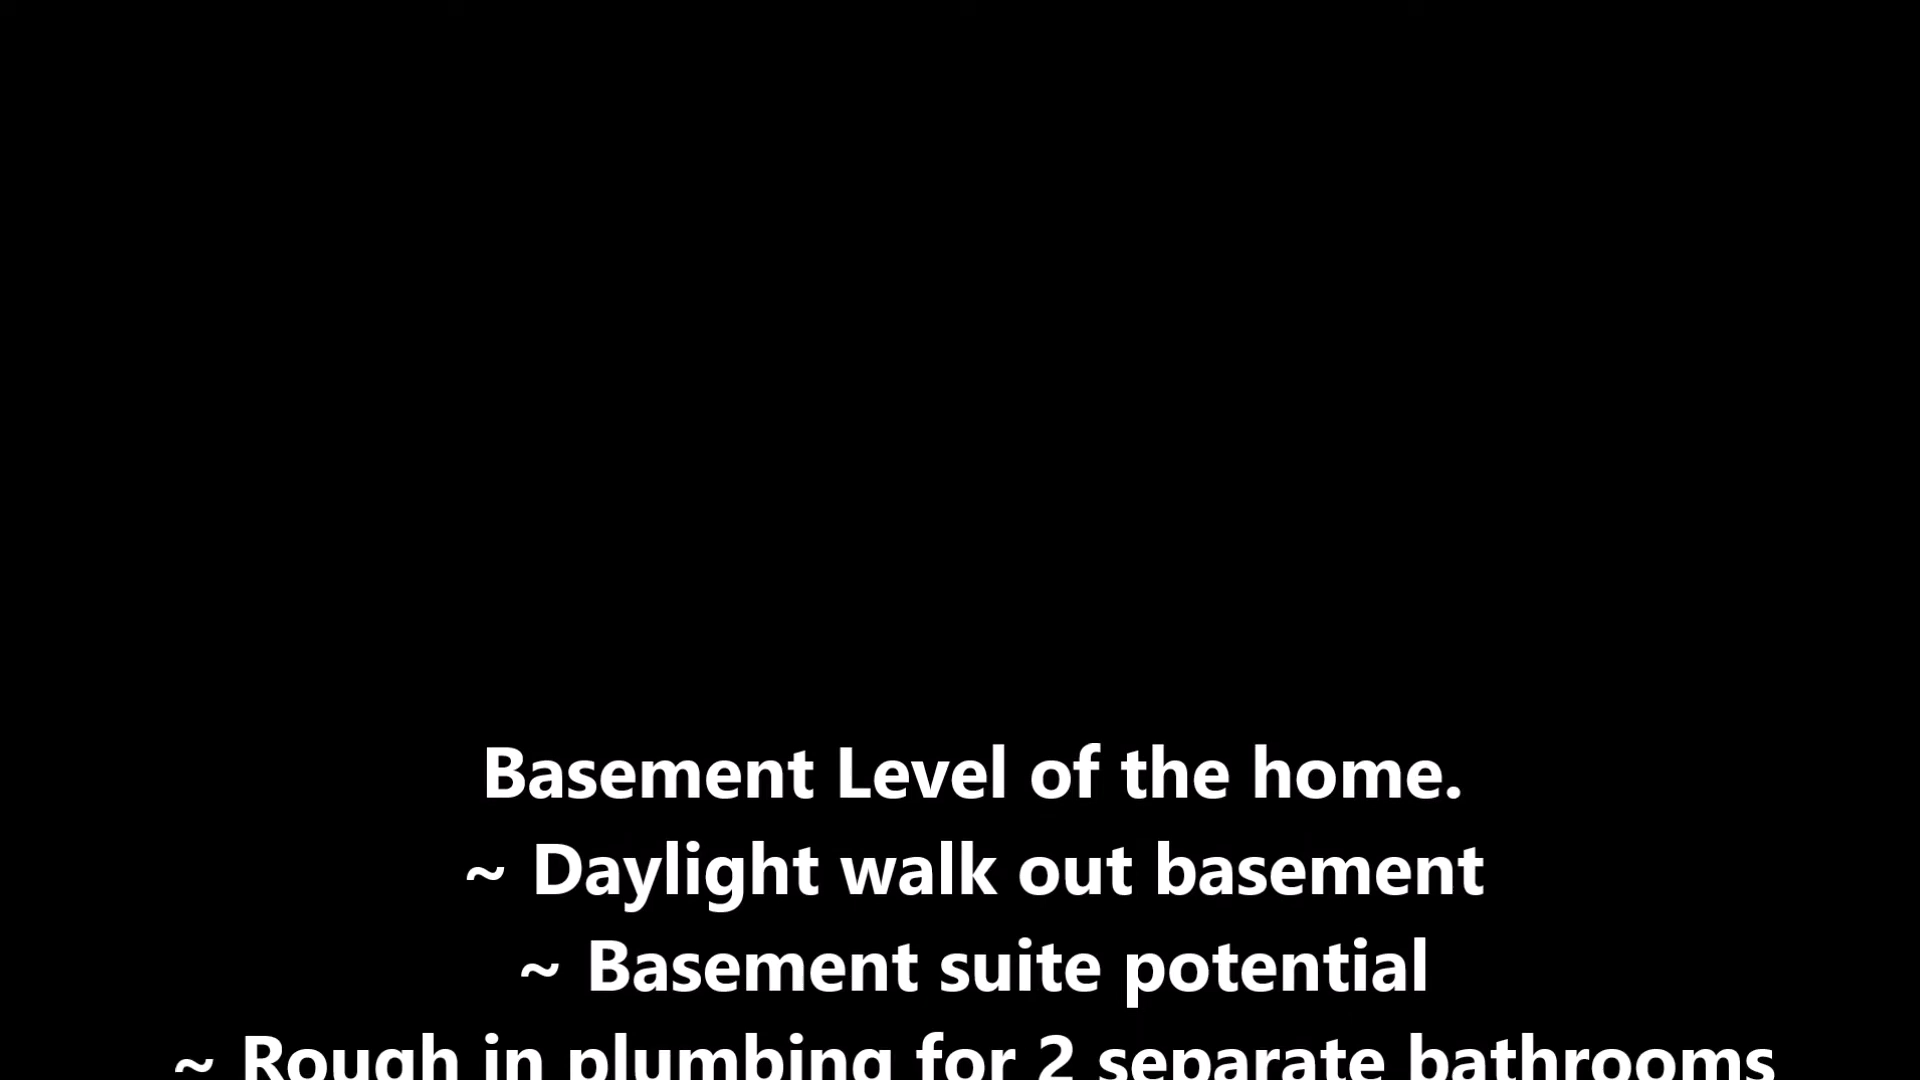 Basement Level of the home.
~ Daylight walk out basement
~ Basement suite potential
~ Rough in plumbing for 2 separate bathrooms